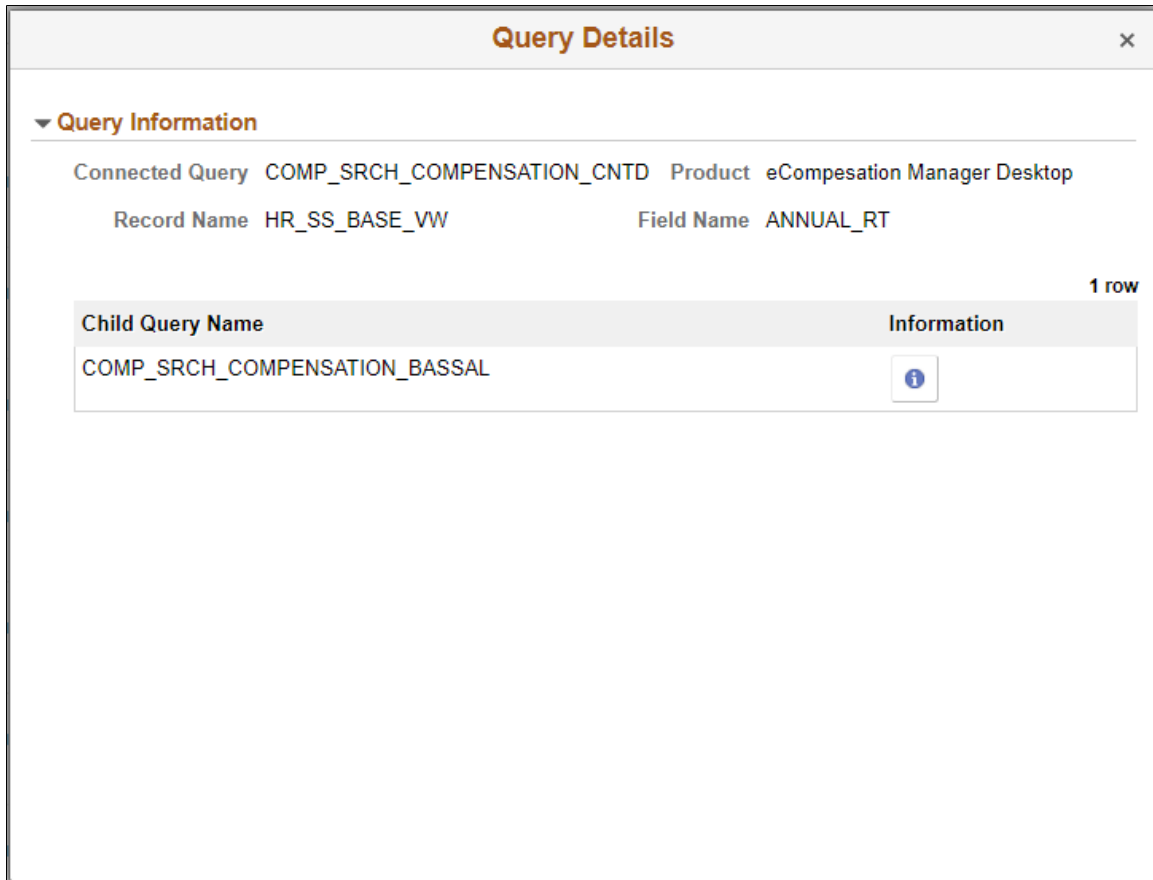 Query Details ×
Query Information
Connected Query COMP_SRCH_COMPENSATION_CNTD Product eCompesation Manager Desktop
Record Name HR_SS_BASE_VW Field Name ANNUAL_RT
1 row
Child Query Name Information
COMP_SRCH_COMPENSATION_BASSAL